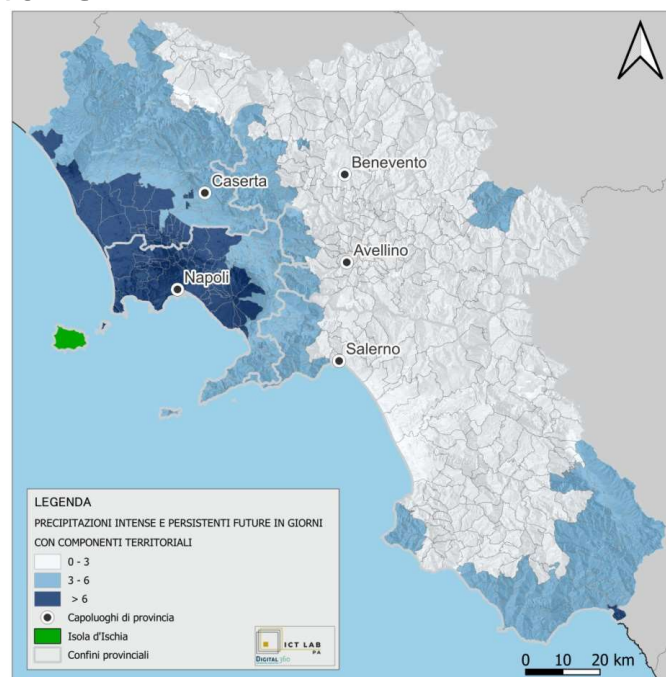 Benevento
Caserta
Avellino
Napoli
Salerno
LEGENDA
PRECIPITAZIONI INTENSE E PERSISTENTI FUTURE IN GIORNI
CON COMPONENTI TERRITORIALI
0 - 3
3 - 6
> 6
Capoluoghi di provincia
Isola d'Ischia
Confini provinciali
ICT LAB
PA
DIGITAL
0 10 20 km